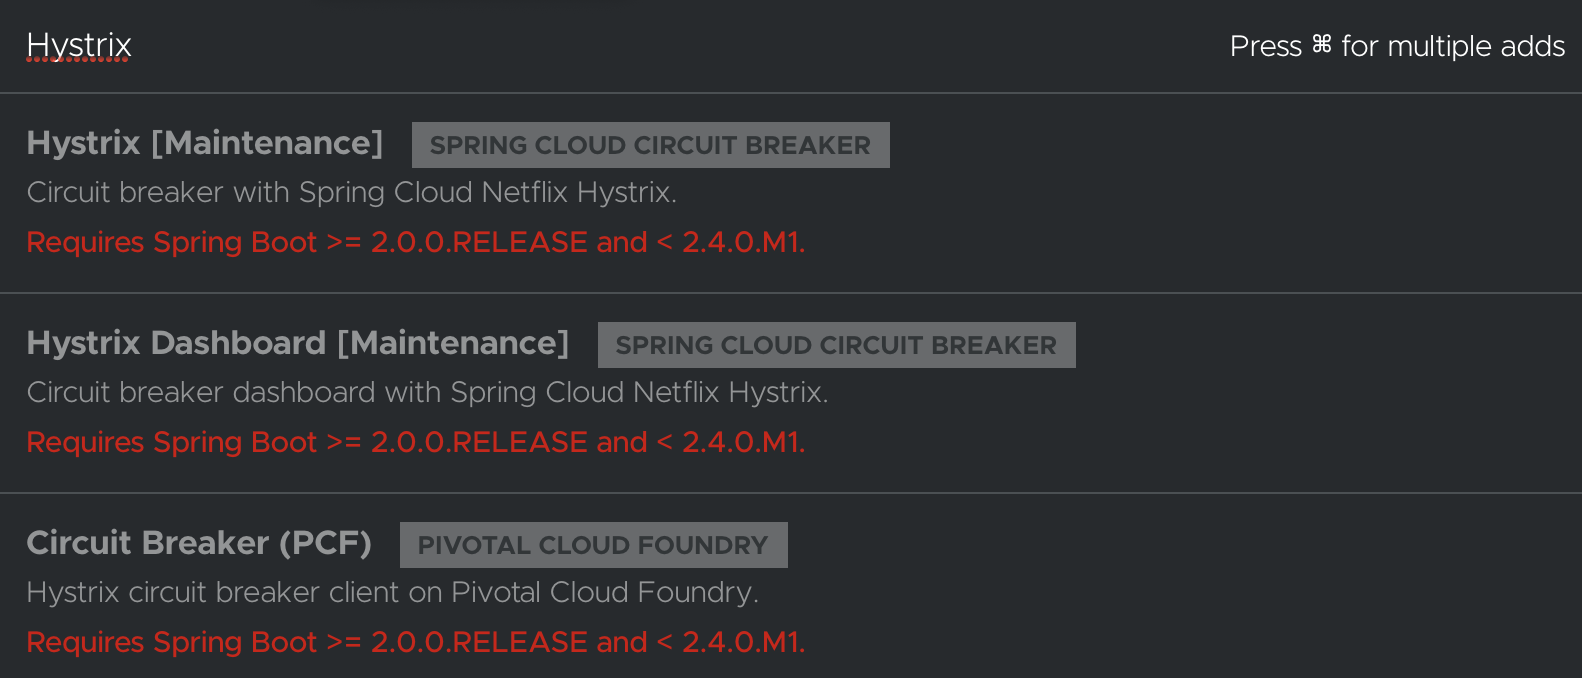 Hystrix
Press ⌘ for multiple adds
Hystrix [Maintenance] SPRING CLOUD CIRCUIT BREAKER
Circuit breaker with Spring Cloud Netflix Hystrix.
Requires Spring Boot >= 2.0.0.RELEASE and < 2.4.0.M1.
Hystrix Dashboard [Maintenance] SPRING CLOUD CIRCUIT BREAKER
Circuit breaker dashboard with Spring Cloud Netflix Hystrix.
Requires Spring Boot >= 2.0.0.RELEASE and < 2.4.0.M1.
Circuit Breaker (PCF) PIVOTAL CLOUD FOUNDRY
Hystrix circuit breaker client on Pivotal Cloud Foundry.
Requires Spring Boot >= 2.0.0.RELEASE and < 2.4.0.M1.